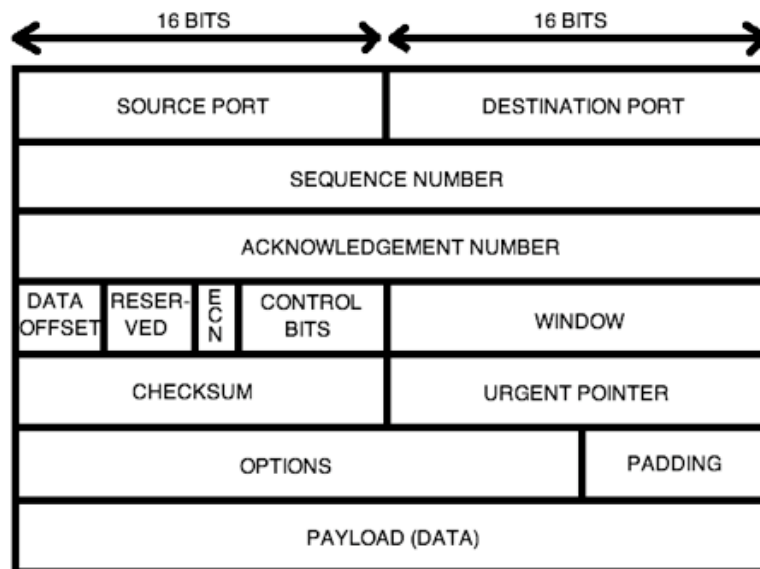 16 BITS 16 BITS
SOURCE PORT DESTINATION PORT
SEQUENCE NUMBER
ACKNOWLEDGEMENT NUMBER
DATA OFFSET RESER-VED ECN CONTROL BITS WINDOW
CHECKSUM URGENT POINTER
OPTIONS PADDING
PAYLOAD (DATA)